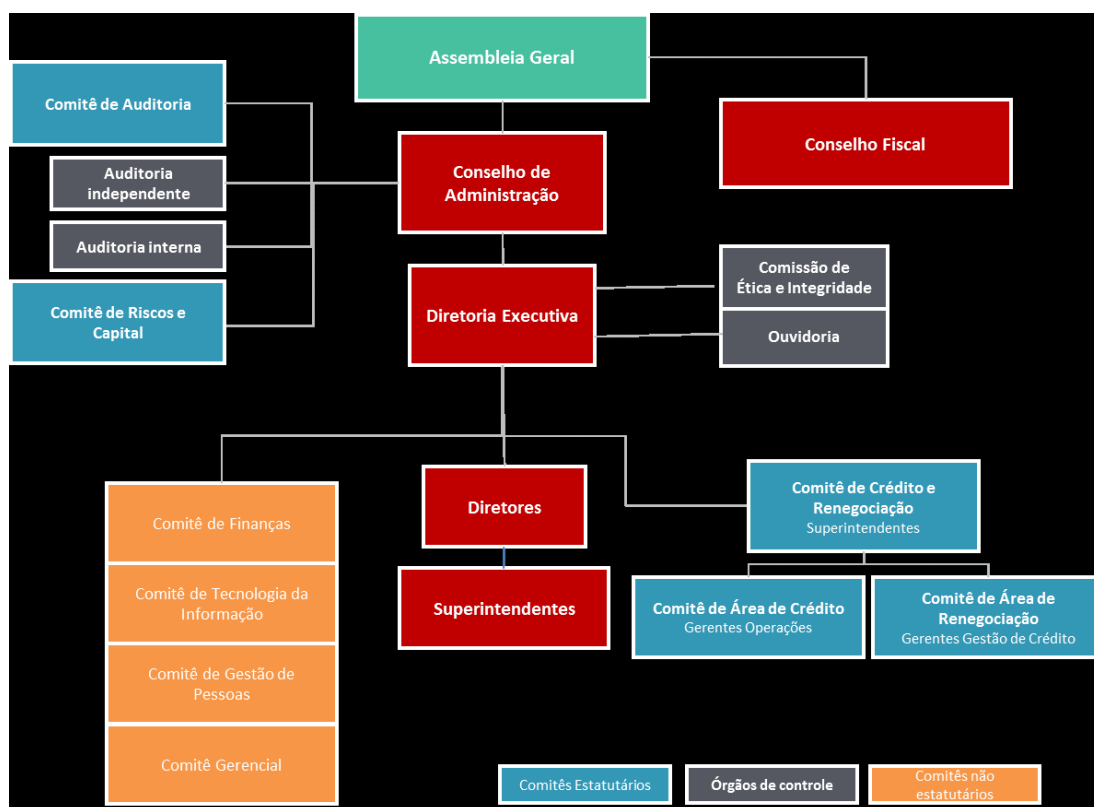 Assembleia Geral
Comitê de Auditoria
Conselho Fiscal
Auditoria
independente
Conselho de
Administração
Auditoria interna
Comitê de Riscos e
Capital
Diretoria Executiva
Comissão de
Ética e Integridade
Ouvidoria
Comitê de Finanças
Comitê de Tecnologia da
Informação
Comitê de Gestão de
Pessoas
Comitê Gerencial
Diretores
Superintendentes
Comitê de Crédito e
Renegociação
Superintendentes
Comitê de Área de Crédito
Gerentes Operações
Comitê de Área de
Renegociação
Gerentes Gestão de Crédito
Comitês Estatutários
Órgãos de controle
Comitês não
estatutários